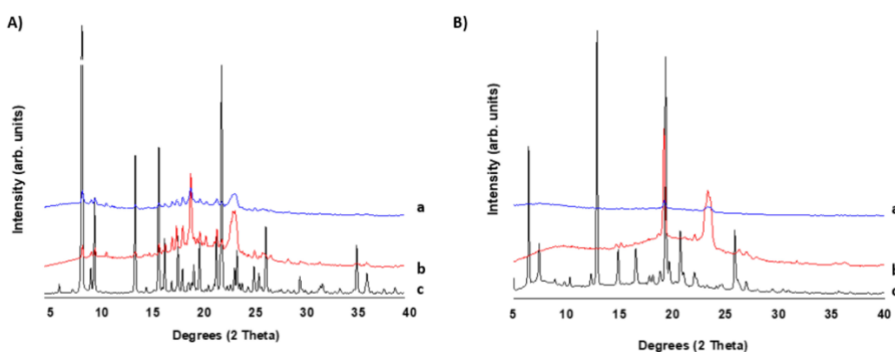 A)
Intensity (arb. units)
a
b
c
5 10 15 20 25 30 35 40
Degrees (2 Theta)
B)
Intensity (arb. units)
a
b
c
5 10 15 20 25 30 35 40
Degrees (2 Theta)